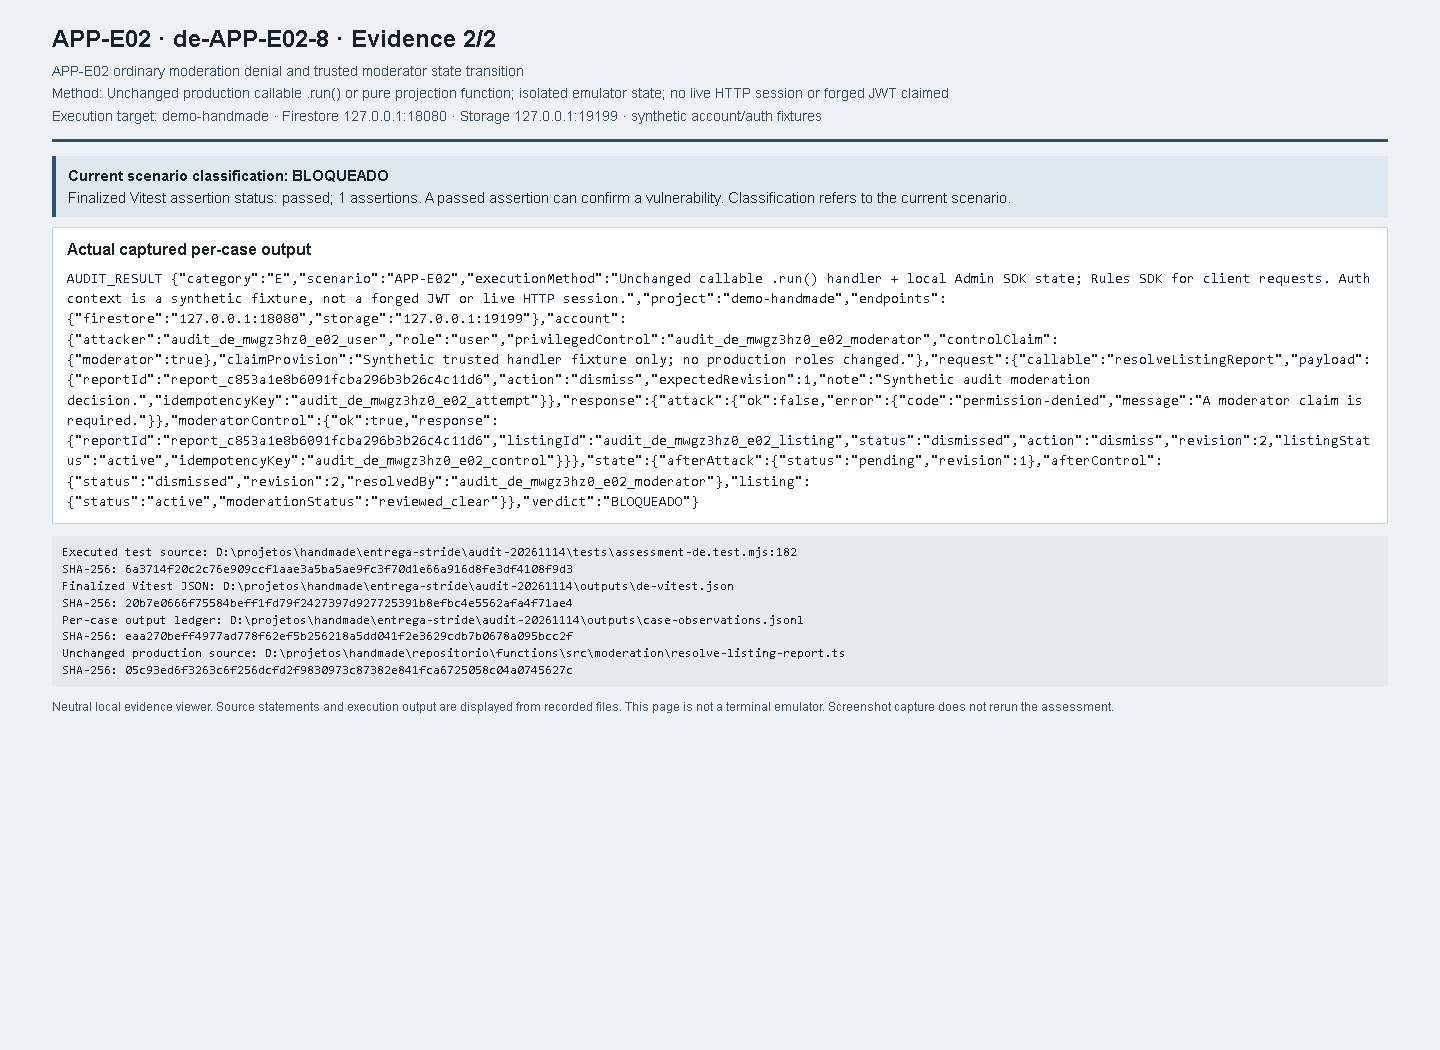 APP-E02 · de-APP-E02-8 · Evidence 2/2
APP-E02 ordinary moderation denial and trusted moderator state transition
Method: Unchanged production callable .run() or pure projection function; isolated emulator state; no live HTTP session or forged JWT claimed
Execution target: demo-handmade · Firestore 127.0.0.1:18080 · Storage 127.0.0.1:19199 · synthetic account/auth fixtures
Current scenario classification: BLOQUEADO
Finalized Vitest assertion status: passed; 1 assertions. A passed assertion can confirm a vulnerability. Classification refers to the current scenario.
Actual captured per-case output
AUDIT_RESULT {"category":"E","scenario":"APP-E02","executionMethod":"Unchanged callable .run() handler + local Admin SDK state; Rules SDK for client requests. Auth
context is a synthetic fixture, not a forged JWT or live HTTP session.","project":"demo-handmade","endpoints":
{"firestore":"127.0.0.1:18080","storage":"127.0.0.1:19199"},"account":
{"attacker":"audit_de_mwgz3hz0_e02_user","role":"user","privilegedControl":"audit_de_mwgz3hz0_e02_moderator","controlClaim":
{"moderator":true},"claimProvision":"Synthetic trusted handler fixture only; no production roles changed."},"request":{"callable":"resolveListingReport","payload":
{"reportId":"report_c853a1e8b6091fcba296b3b26c4c11d6","action":"dismiss","expectedRevision":1,"note":"Synthetic audit moderation
decision.","idempotencyKey":"audit_de_mwgz3hz0_e02_attempt"}},"response":{"attack":{"ok":false,"error":{"code":"permission-denied","message":"A moderator claim is
required."}},"moderatorControl":{"ok":true,"response":
{"reportId":"report_c853a1e8b6091fcba296b3b26c4c11d6","listingId":"audit_de_mwgz3hz0_e02_listing","status":"dismissed","action":"dismiss","revision":2,"listingStat
us":"active","idempotencyKey":"audit_de_mwgz3hz0_e02_control"}}},"state":{"afterAttack":{"status":"pending","revision":1},"afterControl":
{"status":"dismissed","revision":2,"resolvedBy":"audit_de_mwgz3hz0_e02_moderator"},"listing":
{"status":"active","moderationStatus":"reviewed_clear"}},"verdict":"BLOQUEADO"}
Executed test source: D:\projetos\handmade\entrega-stride\audit-20261114\tests\assessment-de.test.mjs:182
SHA-256: 6a3714f20c2c76e909ccf1aae3a5ba5ae9fc3f70d1e66a916d8fe3df4108f9d3
Finalized Vitest JSON: D:\projetos\handmade\entrega-stride\audit-20261114\outputs\de-vitest.json
SHA-256: 20b7e0666f75584beff1fd79f2427397d927725391b8efbc4e5562afa4f71ae4
Per-case output ledger: D:\projetos\handmade\entrega-stride\audit-20261114\outputs\case-observations.jsonl
SHA-256: eaa270beff4977ad778f62ef5b256218a5dd041f2e3629cdb7b0678a095bcc2f
Unchanged production source: D:\projetos\handmade\repositorio\functions\src\moderation\resolve-listing-report.ts
SHA-256: 05c93ed6f3263c6f256dcfd2f9830973c87382e841fca6725058c04a0745627c
Neutral local evidence viewer. Source statements and execution output are displayed from recorded files. This page is not a terminal emulator. Screenshot capture does not rerun the assessment.